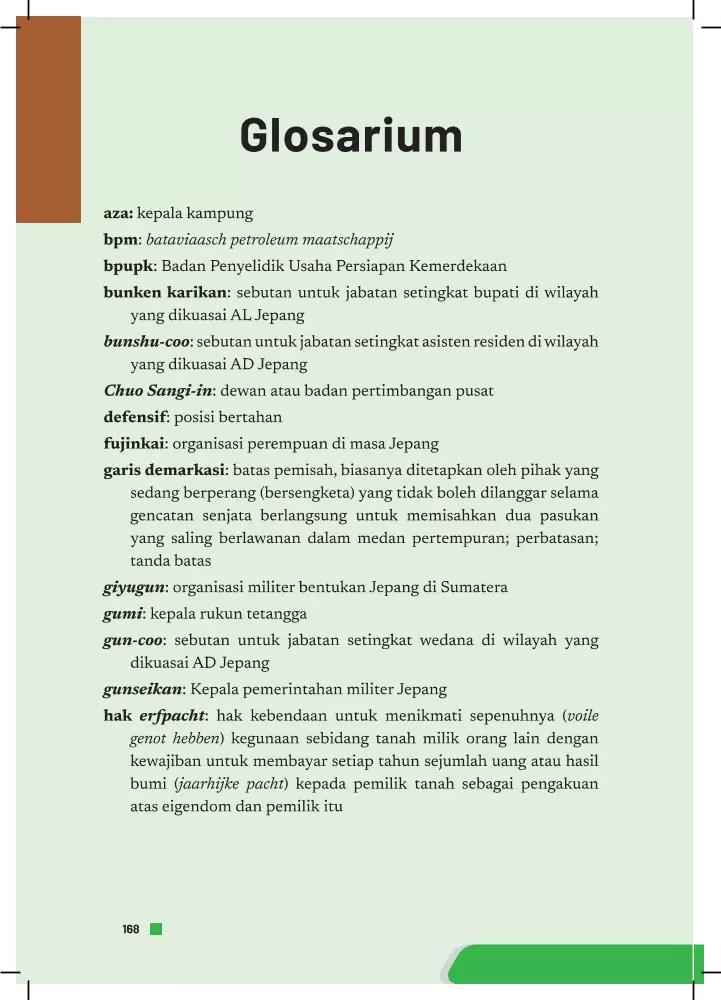 Glosarium
aza: kepala kampung
bpm: bataviaasch petroleum maatschappij
bpupk: Badan Penyelidik Usaha Persiapan Kemerdekaan
bunken karikan: sebutan untuk jabatan setingkat bupati di wilayah
yang dikuasai AL Jepang
bunshu-coo: sebutan untuk jabatan setingkat asisten residen di wilayah
yang dikuasai AD Jepang
Chuo Sangi-in: dewan atau badan pertimbangan pusat
defensif: posisi bertahan
fujinkai: organisasi perempuan di masa Jepang
garis demarkasi: batas pemisah, biasanya ditetapkan oleh pihak yang
sedang berperang (bersengketa) yang tidak boleh dilanggar selama
gencatan senjata berlangsung untuk memisahkan dua pasukan
yang saling berlawanan dalam medan pertempuran; perbatasan;
tanda batas
giyugun: organisasi militer bentukan Jepang di Sumatera
gumi: kepala rukun tetangga
gun-coo: sebutan untuk jabatan setingkat wedana di wilayah yang
dikuasai AD Jepang
gunseikan: Kepala pemerintahan militer Jepang
hak erfpacht: hak kebendaan untuk menikmati sepenuhnya (voile
genot hebben) kegunaan sebidang tanah milik orang lain dengan
kewajiban untuk membayar setiap tahun sejumlah uang atau hasil
bumi (jaarhijke pacht) kepada pemilik tanah sebagai pengakuan
atas eigendom dan pemilik itu
168